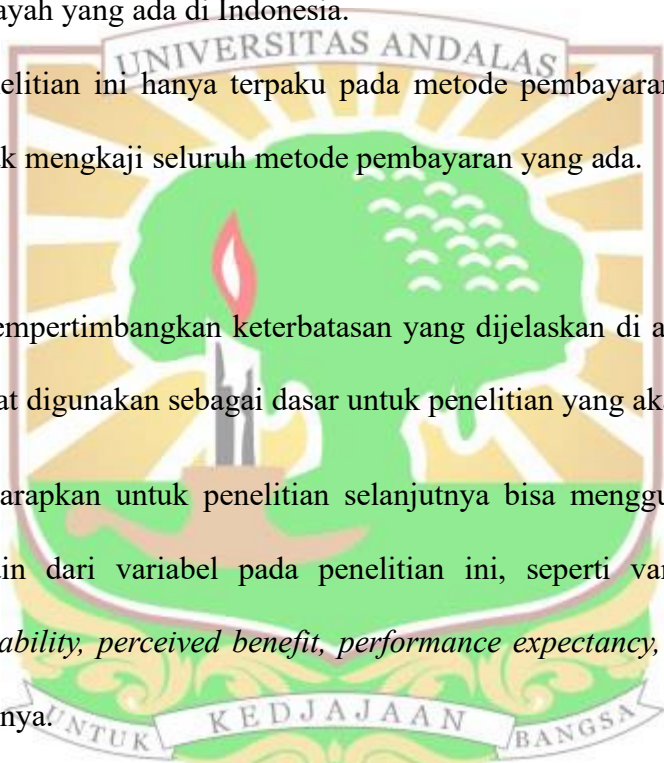 ayah yang ada di Indonesia.
UNIVERSITAS ANDALAS
elitian ini hanya terpaku pada metode pembayaran
ak mengkaji seluruh metode pembayaran yang ada.
empertimbangkan keterbatasan yang dijelaskan di a
at digunakan sebagai dasar untuk penelitian yang ak
arapkan untuk penelitian selanjutnya bisa menggu
in dari variabel pada penelitian ini, seperti var
ability, perceived benefit, performance expectancy,
nya.
UNTUK KEDJAJAAN BANGSA